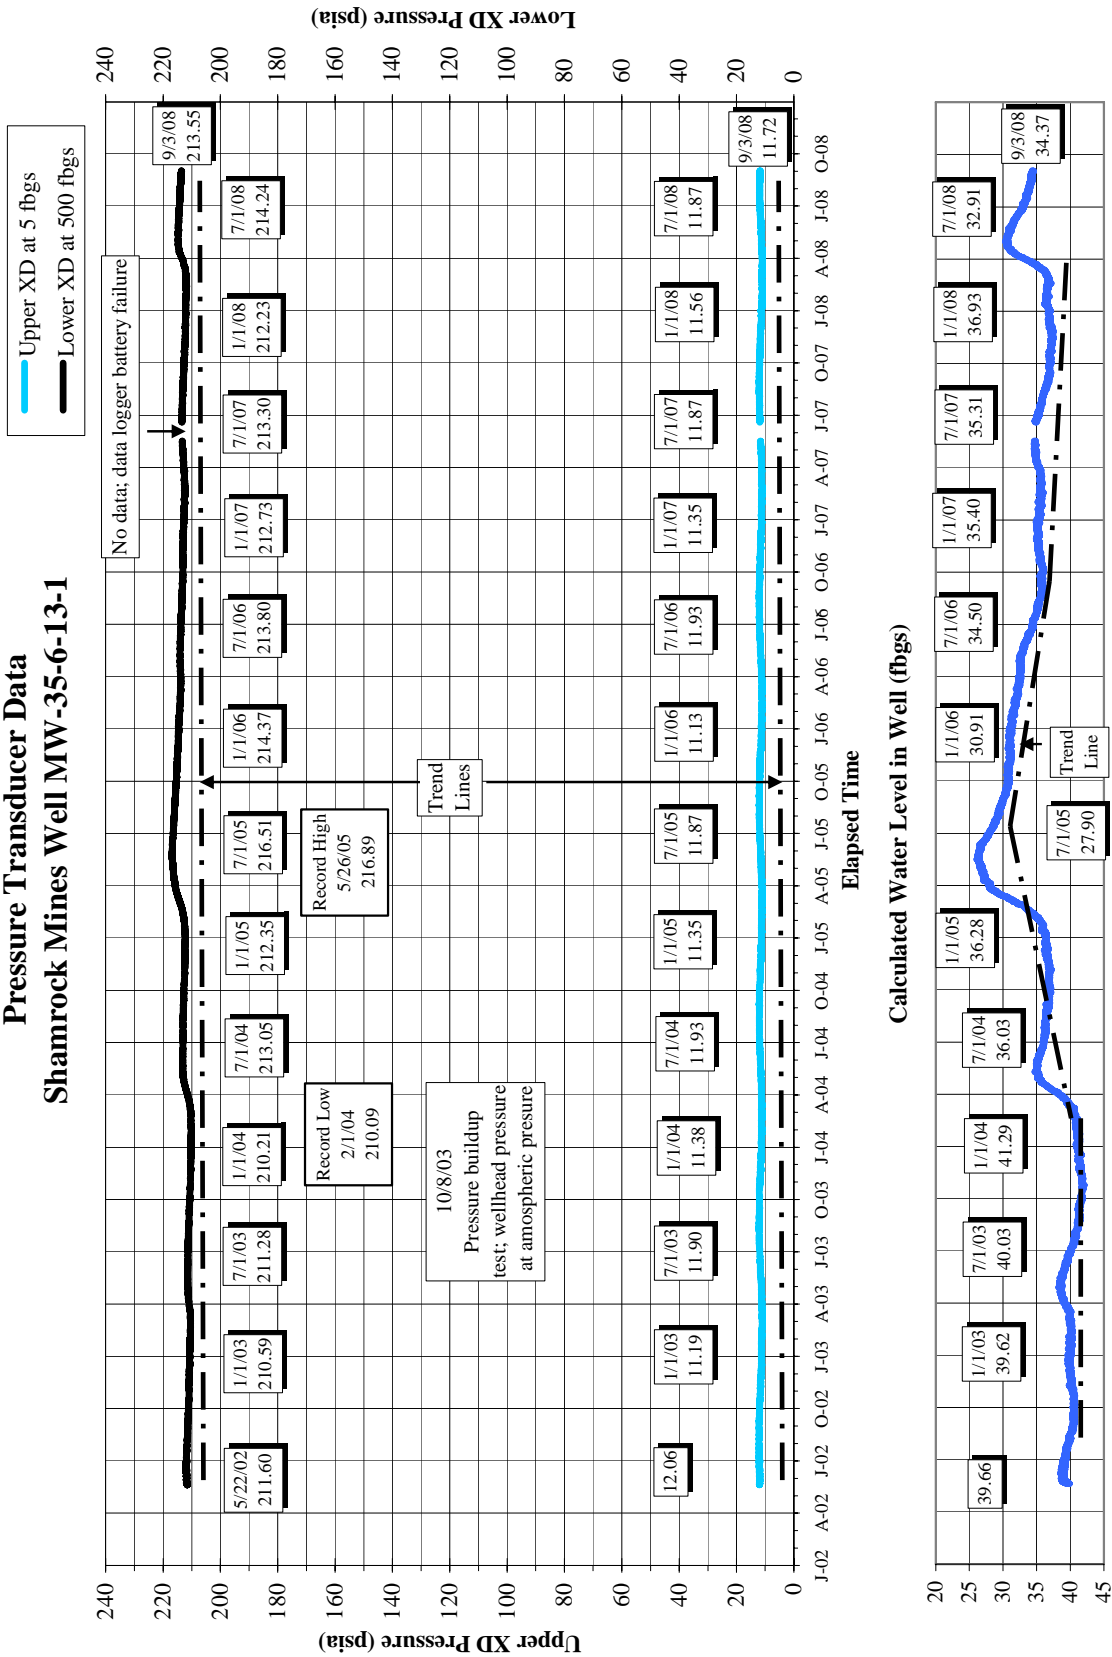 Pressure Transducer Data
Shamrock Mines Well MW-35-6-13-1
Upper XD at 5 fbgs
Lower XD at 500 fbgs
Upper XD Pressure (psia)
240
220
200
180
160
140
120
100
80
60
40
20
0
Lower XD Pressure (psia)
240
220
200
180
160
140
120
100
80
60
40
20
0
No data; data logger battery failure
5/22/02
211.60
1/1/03
210.59
7/1/03
211.28
1/1/04
210.21
7/1/04
213.05
1/1/05
212.35
7/1/05
216.51
1/1/06
214.37
7/1/06
213.80
1/1/07
212.73
7/1/07
213.30
1/1/08
212.23
7/1/08
214.24
9/3/08
213.55
Record Low
2/1/04
210.09
Record High
5/26/05
216.89
10/8/03
Pressure buildup
test; wellhead pressure
at amospheric presure
Trend
Lines
12.06
1/1/03
11.19
7/1/03
11.90
1/1/04
11.38
7/1/04
11.93
1/1/05
11.35
7/1/05
11.87
1/1/06
11.13
7/1/06
11.93
1/1/07
11.35
7/1/07
11.87
1/1/08
11.56
7/1/08
11.87
9/3/08
11.72
J-02
A-02
J-02
O-02
J-03
A-03
J-03
O-03
J-04
A-04
J-04
O-04
J-05
A-05
J-05
O-05
J-06
A-06
J-06
O-06
J-07
A-07
J-07
O-07
J-08
A-08
J-08
O-08
Elapsed Time
Calculated Water Level in Well (fbgs)
20
25
30
35
40
45
39.66
1/1/03
39.62
7/1/03
40.03
1/1/04
41.29
7/1/04
36.03
1/1/05
36.28
7/1/05
27.90
1/1/06
30.91
7/1/06
34.50
1/1/07
35.40
7/1/07
35.31
1/1/08
36.93
7/1/08
32.91
9/3/08
34.37
Trend
Line